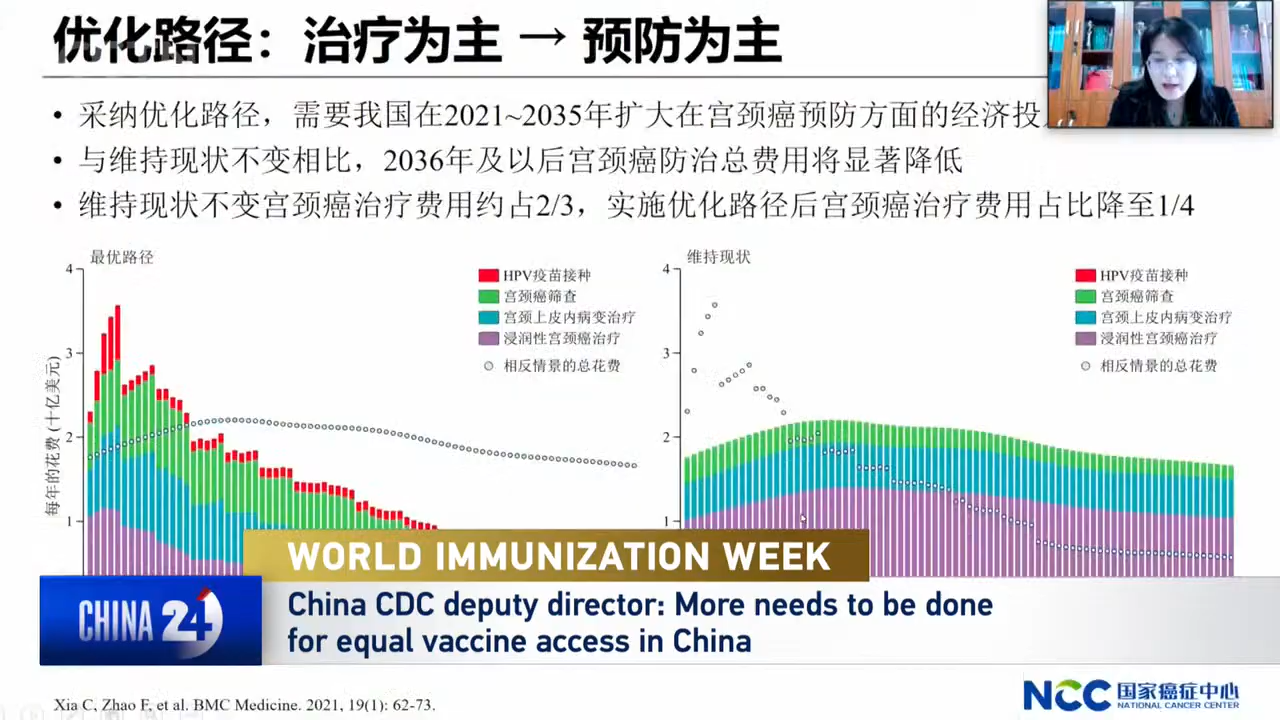 优化路径：治疗为主 → 预防为主
• 采纳优化路径，需要我国在2021~2035年扩大在宫颈癌预防方面的经济投
• 与维持现状不变相比，2036年及以后宫颈癌防治总费用将显著降低
• 维持现状不变宫颈癌治疗费用约占2/3，实施优化路径后宫颈癌治疗费用占比降至1/4
最优路径
4
3
2
1
每年的花费 (十亿美元)
HPV疫苗接种
宫颈癌筛查
宫颈上皮内病变治疗
浸润性宫颈癌治疗
相反情景的总花费
维持现状
4
3
2
1
HPV疫苗接种
宫颈癌筛查
宫颈上皮内病变治疗
浸润性宫颈癌治疗
相反情景的总花费
WORLD IMMUNIZATION WEEK
CHINA 24
China CDC deputy director: More needs to be done
for equal vaccine access in China
Xia C, Zhao F, et al. BMC Medicine. 2021, 19(1): 62-73.
NCC 国家癌症中心
NATIONAL CANCER CENTER